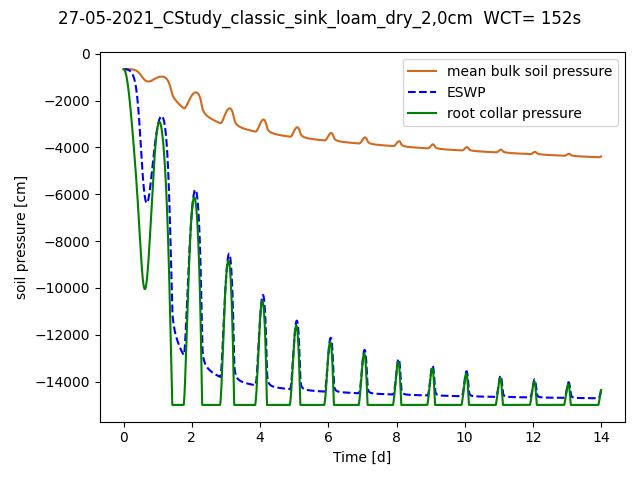 27-05-2021_CStudy_classic_sink_loam_dry_2,0cm  WCT= 152s
mean bulk soil pressure
ESWP
root collar pressure
soil pressure [cm]
0
−2000
−4000
−6000
−8000
−10000
−12000
−14000
0 2 4 6 8 10 12 14
Time [d]